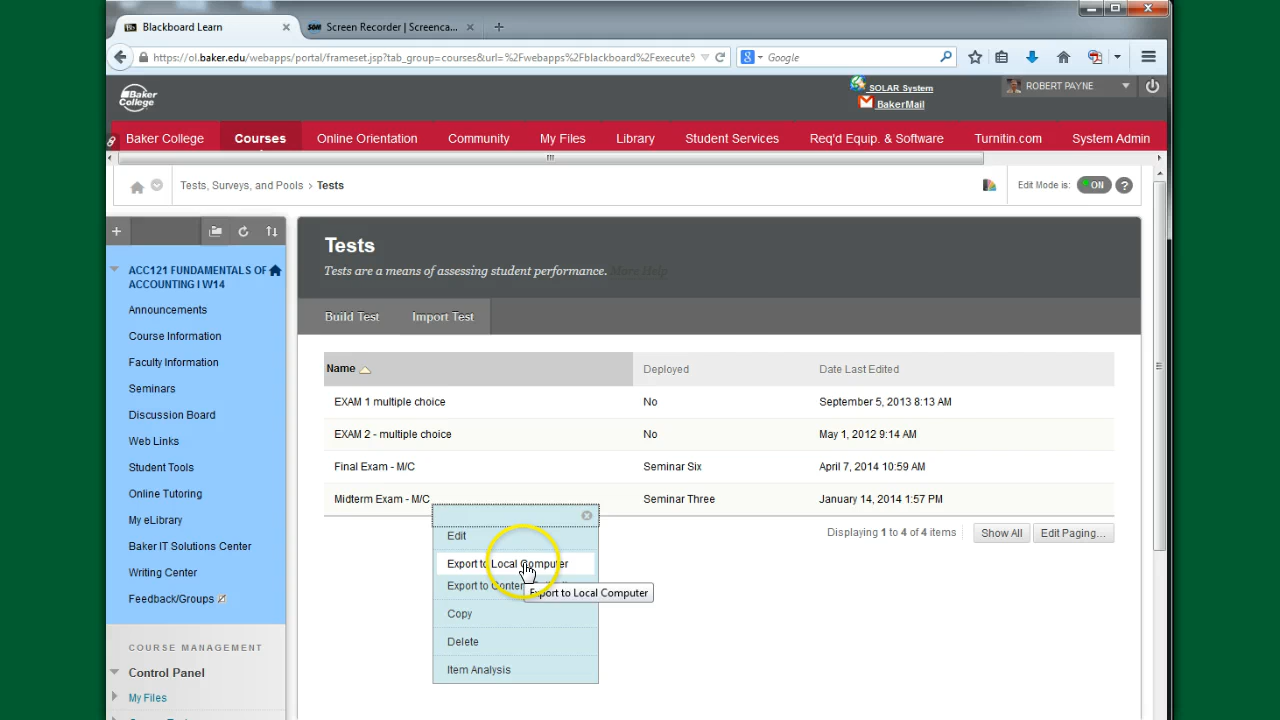 Blackboard Learn
Screen Recorder | Screenca...
https://ol.baker.edu/webapps/portal/frameset.jsp?tab_group=courses&url=%2Fwebapps%2Fblackboard%2Fexecute%
Google
Baker College
SOLAR System
BakerMail
ROBERT PAYNE
Baker College
Courses
Online Orientation
Community
My Files
Library
Student Services
Req'd Equip. & Software
Turnitin.com
System Admin
Tests, Surveys, and Pools > Tests
Edit Mode is:
ON
?
Tests
Tests are a means of assessing student performance. More Help
Build Test
Import Test
ACC121 FUNDAMENTALS OF
ACCOUNTING I W14
Announcements
Course Information
Faculty Information
Seminars
Discussion Board
Web Links
Student Tools
Online Tutoring
My eLibrary
Baker IT Solutions Center
Writing Center
Feedback/Groups
COURSE MANAGEMENT
Control Panel
My Files
Name
Deployed
Date Last Edited
EXAM 1 multiple choice
No
September 5, 2013 8:13 AM
EXAM 2 - multiple choice
No
May 1, 2012 9:14 AM
Final Exam - M/C
Seminar Six
April 7, 2014 10:59 AM
Midterm Exam - M/C
Seminar Three
January 14, 2014 1:57 PM
Displaying 1 to 4 of 4 items
Show All
Edit Paging...
Edit
Export to Local Computer
Export to
Export to Local Computer
Copy
Delete
Item Analysis